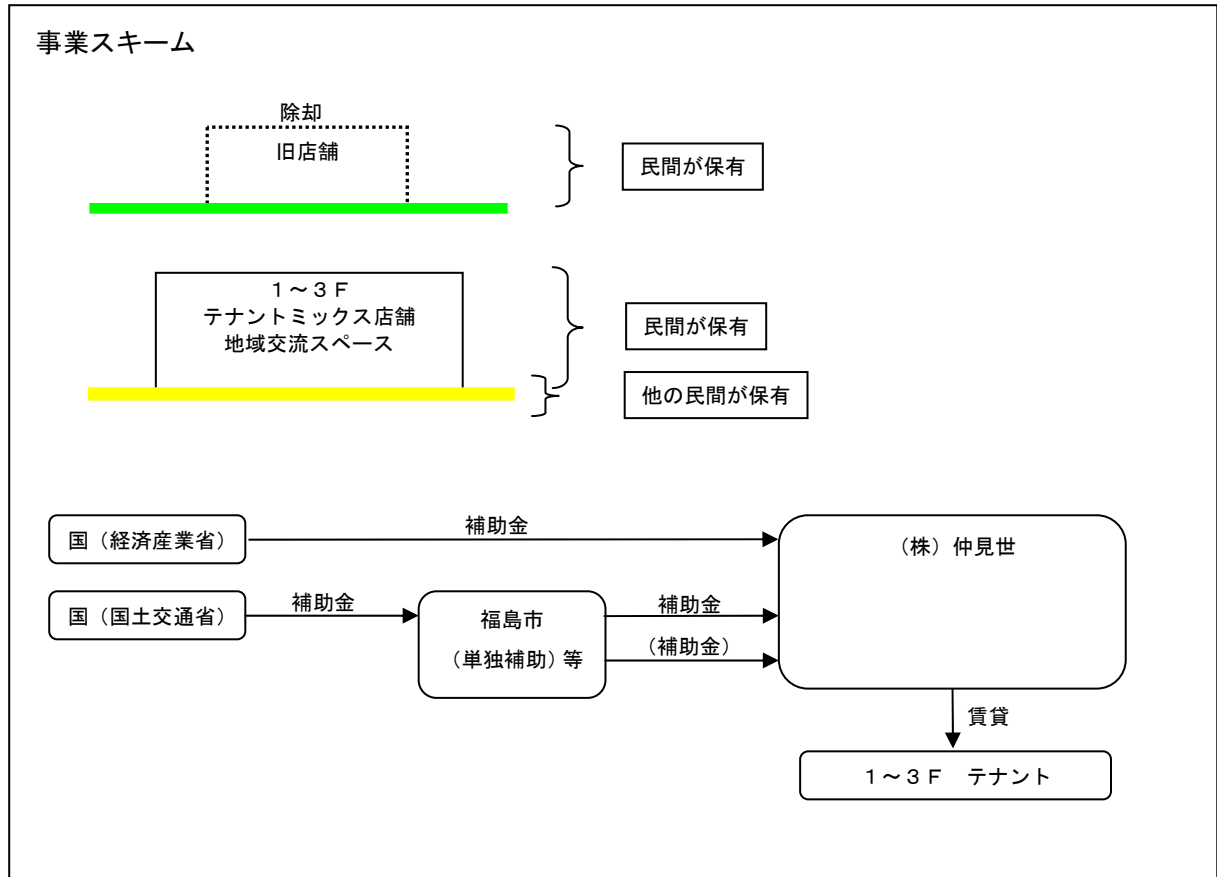 事業スキーム
除却
旧店舗
民間が保有
１～３Ｆ
テナントミックス店舗
地域交流スペース
民間が保有
他の民間が保有
国（経済産業省）
補助金
（株）仲見世
国（国土交通省）
補助金
福島市
（単独補助）等
補助金
（補助金）
賃貸
１～３Ｆ　テナント